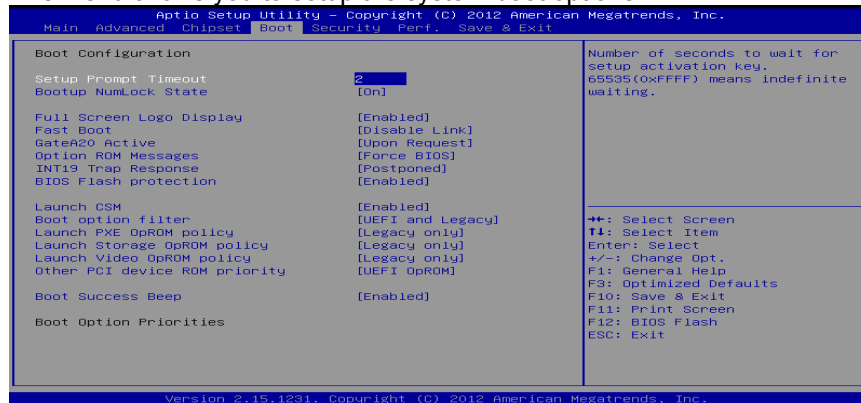 Aptio Setup Utility – Copyright (C) 2012 American Megatrends, Inc.
Main Advanced Chipset Boot Security Perf. Save & Exit
Boot Configuration
Setup Prompt Timeout 2
Bootup NumLock State [On]
Full Screen Logo Display [Enabled]
Fast Boot [Disable Link]
GateA20 Active [Upon Request]
Option ROM Messages [Force BIOS]
INT19 Trap Response [Postponed]
BIOS Flash protection [Enabled]
Launch CSM [Enabled]
Boot option filter [UEFI and Legacy]
Launch PXE OpROM policy [Legacy only]
Launch Storage OpROM policy [Legacy only]
Launch Video OpROM policy [Legacy only]
Other PCI device ROM priority [UEFI OpROM]
Boot Success Beep [Enabled]
Boot Option Priorities
Number of seconds to wait for
setup activation key.
65535(0xFFFF) means indefinite
waiting.
→←: Select Screen
↑↓: Select Item
Enter: Select
+/-: Change Opt.
F1: General Help
F3: Optimized Defaults
F10: Save & Exit
F11: Print Screen
F12: BIOS Flash
ESC: Exit
Version 2.15.1231. Copyright (C) 2012 American Megatrends, Inc.